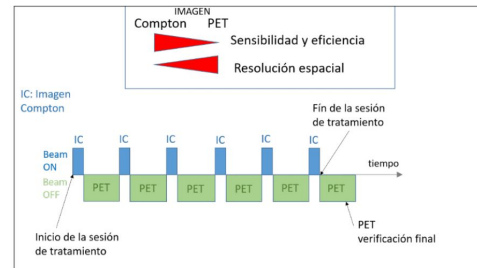 IMAGEN
Compton PET
Sensibilidad y eficiencia
Resolución espacial
IC: Imagen
Compton
Fín de la sesión
de tratamiento
IC IC IC IC IC IC
Beam
ON
tiempo
Beam
OFF
PET PET PET PET PET PET
Inicio de la sesión
de tratamiento
PET
verificación final